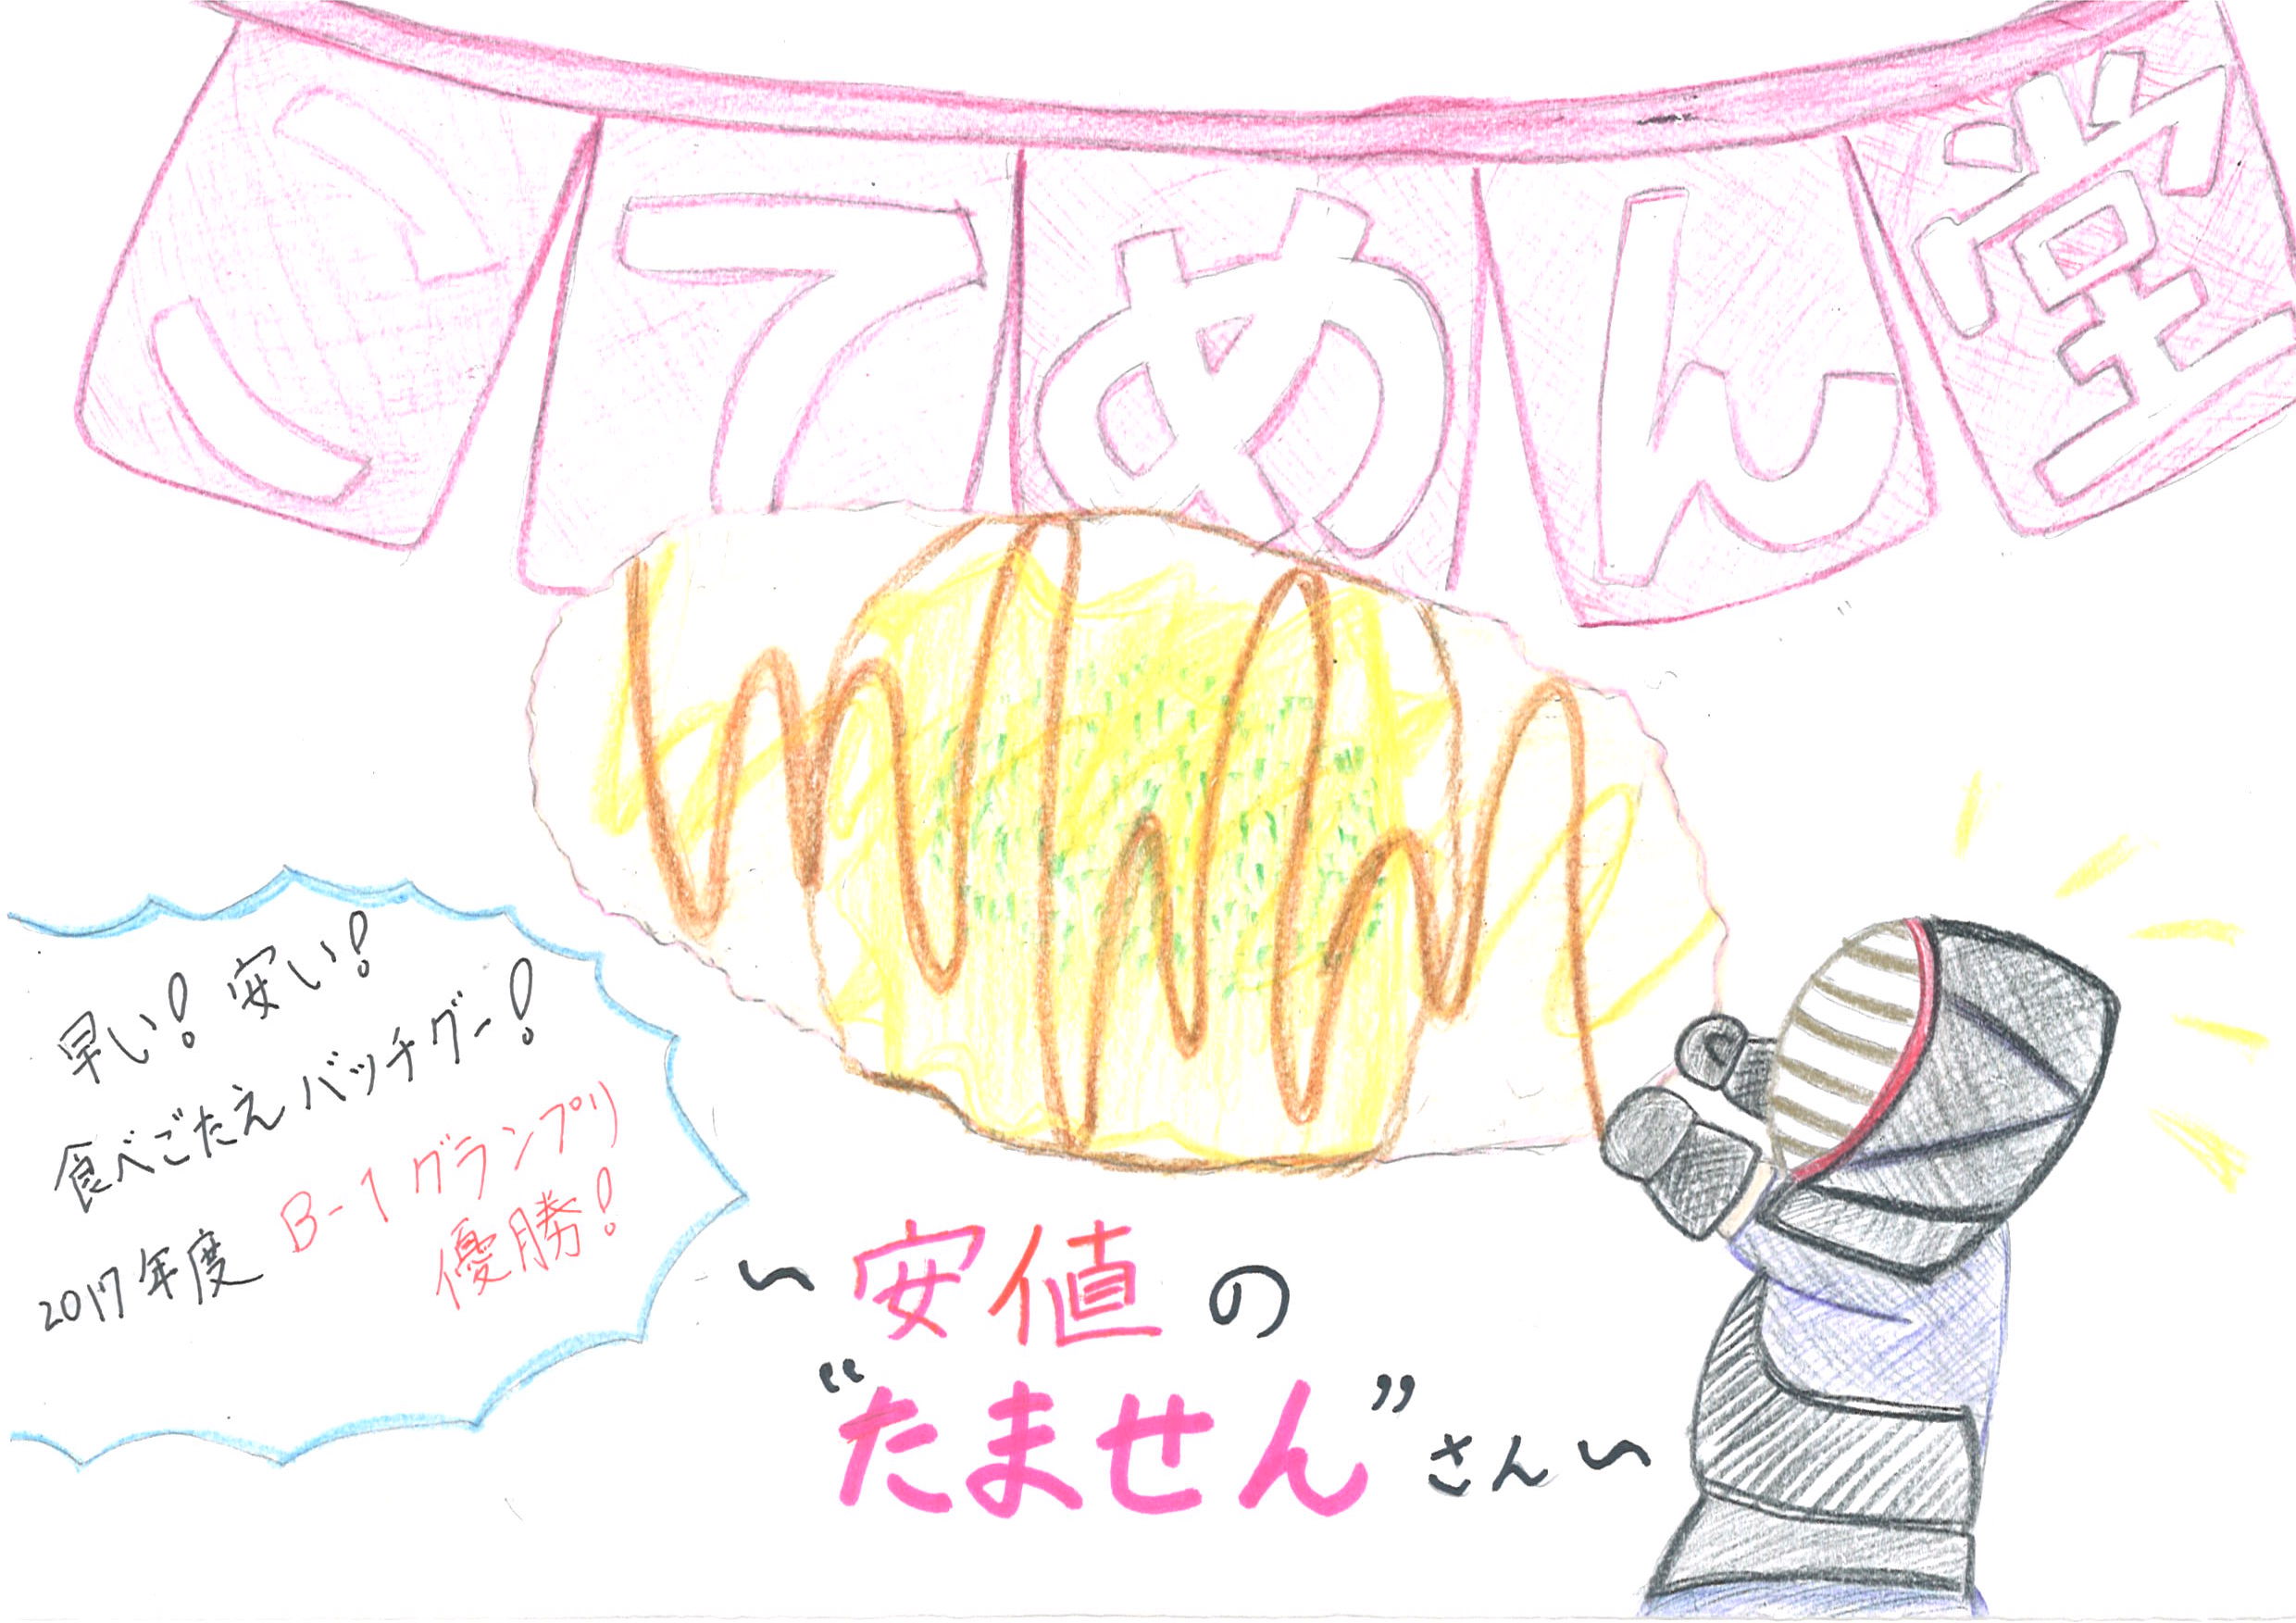 こてめん堂
早い！安い！
食べごたえバッチグー！
2017年度 B-1グランプリ
優勝！
〜安値の
“たません”さん〜